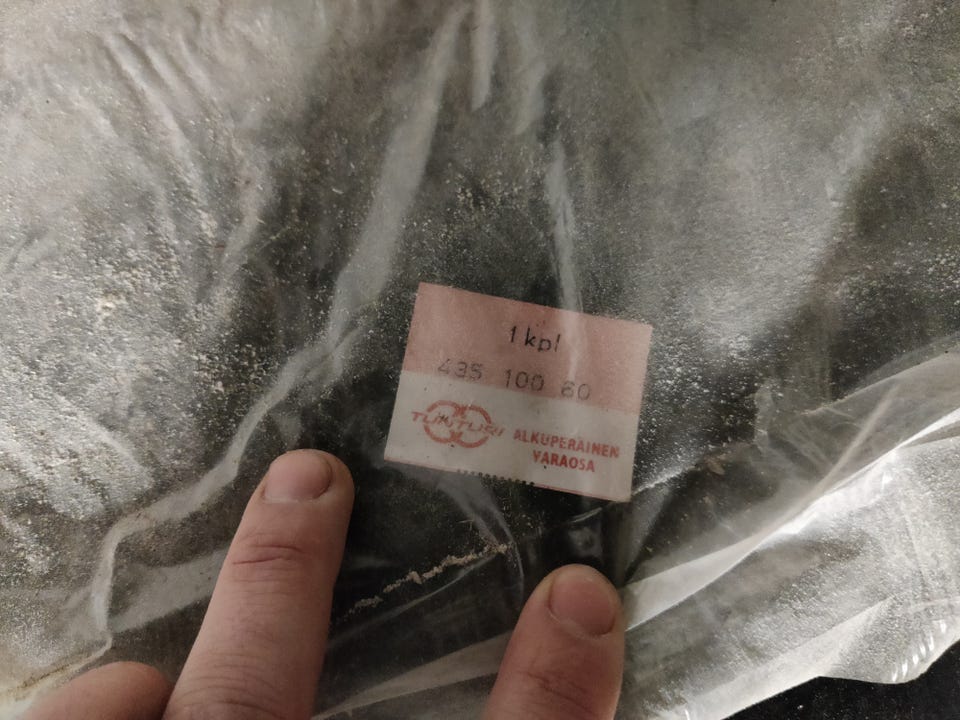 1 kpl
435 100 60
TUNTURI
ALKUPERÄINEN
VARAOSA